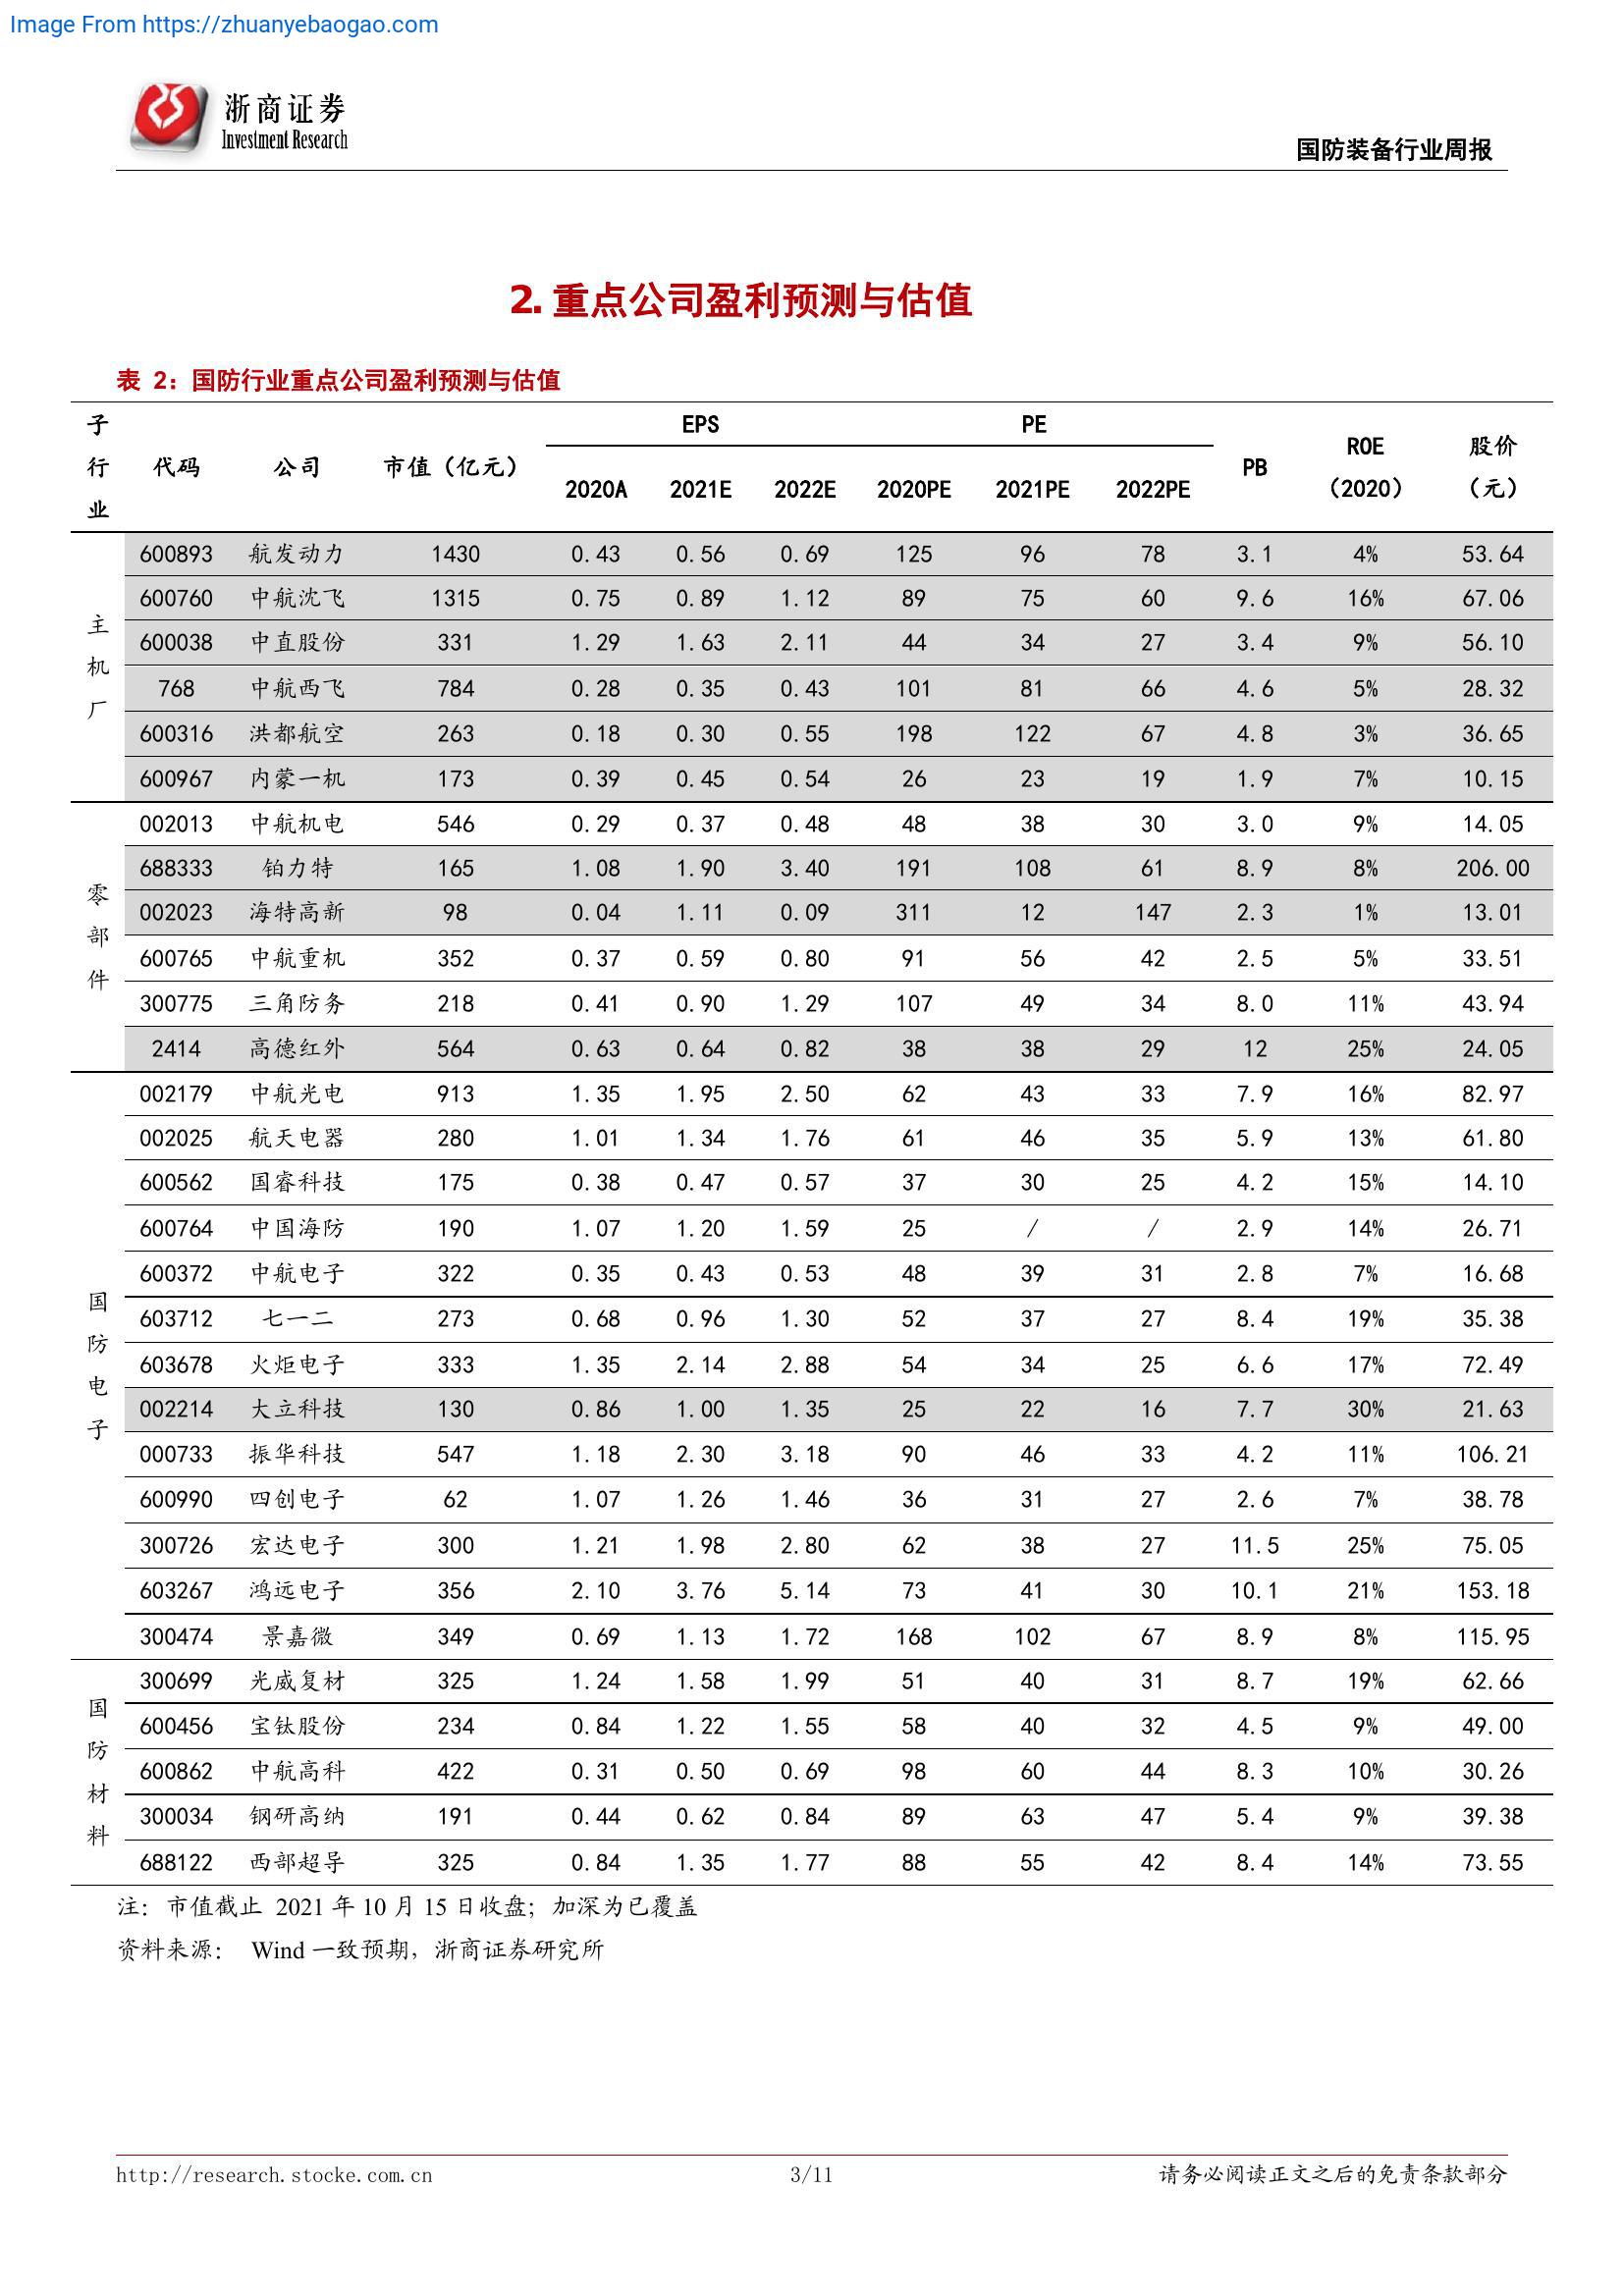 Image From https://zhuanyebaogao.com
浙商证券
Investment Research
国防装备行业周报
2. 重点公司盈利预测与估值
表 2：国防行业重点公司盈利预测与估值
子行业 代码 公司 市值（亿元） EPS PE PB ROE（2020） 股价（元）
2020A 2021E 2022E 2020PE 2021PE 2022PE
主机厂
600893 航发动力 1430 0.43 0.56 0.69 125 96 78 3.1 4% 53.64
600760 中航沈飞 1315 0.75 0.89 1.12 89 75 60 9.6 16% 67.06
600038 中直股份 331 1.29 1.63 2.11 44 34 27 3.4 9% 56.10
768 中航西飞 784 0.28 0.35 0.43 101 81 66 4.6 5% 28.32
600316 洪都航空 263 0.18 0.30 0.55 198 122 67 4.8 3% 36.65
600967 内蒙一机 173 0.39 0.45 0.54 26 23 19 1.9 7% 10.15
零部件
002013 中航机电 546 0.29 0.37 0.48 48 38 30 3.0 9% 14.05
688333 铂力特 165 1.08 1.90 3.40 191 108 61 8.9 8% 206.00
002023 海特高新 98 0.04 1.11 0.09 311 12 147 2.3 1% 13.01
600765 中航重机 352 0.37 0.59 0.80 91 56 42 2.5 5% 33.51
300775 三角防务 218 0.41 0.90 1.29 107 49 34 8.0 11% 43.94
2414 高德红外 564 0.63 0.64 0.82 38 38 29 12 25% 24.05
国防电子
002179 中航光电 913 1.35 1.95 2.50 62 43 33 7.9 16% 82.97
002025 航天电器 280 1.01 1.34 1.76 61 46 35 5.9 13% 61.80
600562 国睿科技 175 0.38 0.47 0.57 37 30 25 4.2 15% 14.10
600764 中国海防 190 1.07 1.20 1.59 25 / / 2.9 14% 26.71
600372 中航电子 322 0.35 0.43 0.53 48 39 31 2.8 7% 16.68
603712 七一二 273 0.68 0.96 1.30 52 37 27 8.4 19% 35.38
603678 火炬电子 333 1.35 2.14 2.88 54 34 25 6.6 17% 72.49
002214 大立科技 130 0.86 1.00 1.35 25 22 16 7.7 30% 21.63
000733 振华科技 547 1.18 2.30 3.18 90 46 33 4.2 11% 106.21
600990 四创电子 62 1.07 1.26 1.46 36 31 27 2.6 7% 38.78
300726 宏达电子 300 1.21 1.98 2.80 62 38 27 11.5 25% 75.05
603267 鸿远电子 356 2.10 3.76 5.14 73 41 30 10.1 21% 153.18
300474 景嘉微 349 0.69 1.13 1.72 168 102 67 8.9 8% 115.95
国防材料
300699 光威复材 325 1.24 1.58 1.99 51 40 31 8.7 19% 62.66
600456 宝钛股份 234 0.84 1.22 1.55 58 40 32 4.5 9% 49.00
600862 中航高科 422 0.31 0.50 0.69 98 60 44 8.3 10% 30.26
300034 钢研高纳 191 0.44 0.62 0.84 89 63 47 5.4 9% 39.38
688122 西部超导 325 0.84 1.35 1.77 88 55 42 8.4 14% 73.55
注：市值截止 2021 年 10 月 15 日收盘；加深为已覆盖
资料来源： Wind 一致预期，浙商证券研究所
http://research.stocke.com.cn 3/11 请务必阅读正文之后的免责条款部分